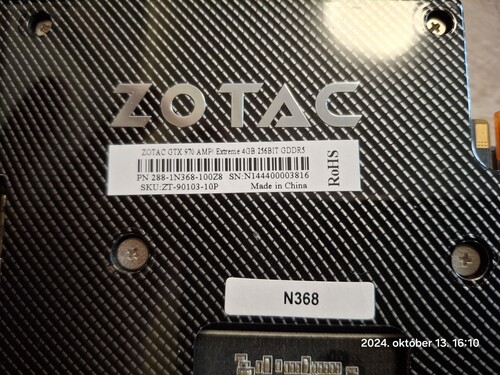 ZOTAC
ZOTAC GTX 970 AMP! Extreme 4GB 256BIT GDDR5
PN 288-1N368-100Z8 SN:N144400003816
SKU:ZT-90103-10P Made in China
RoHS
N368
2024. október 13. 16:10